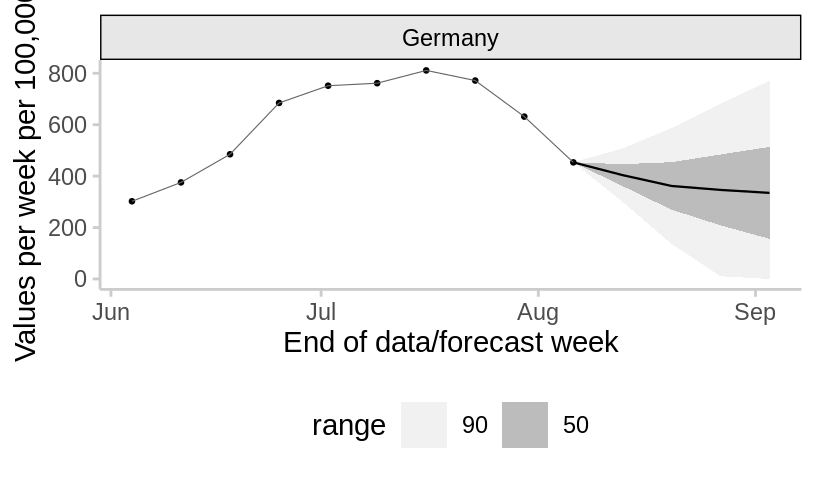 Germany
Values per week per 100,000
800
600
400
200
0
Jun Jul Aug Sep
End of data/forecast week
range 90 50